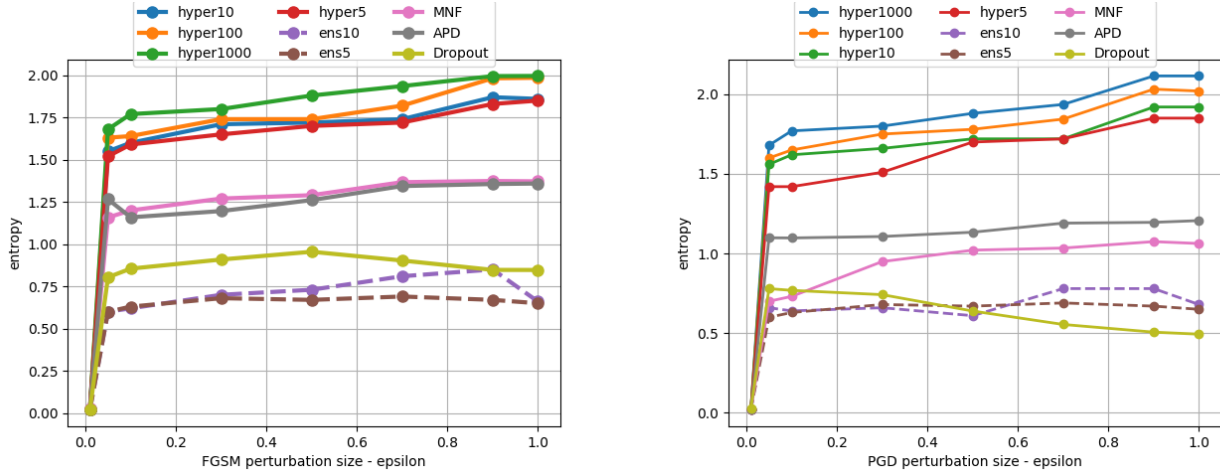 hyper10 hyper5 MNF
hyper100 ens10 APD
hyper1000 ens5 Dropout
2.00
1.75
1.50
1.25
1.00
0.75
0.50
0.25
0.00
entropy
0.0 0.2 0.4 0.6 0.8 1.0
FGSM perturbation size - epsilon
hyper1000 hyper5 MNF
hyper100 ens10 APD
hyper10 ens5 Dropout
2.0
1.5
1.0
0.5
0.0
entropy
0.0 0.2 0.4 0.6 0.8 1.0
PGD perturbation size - epsilon